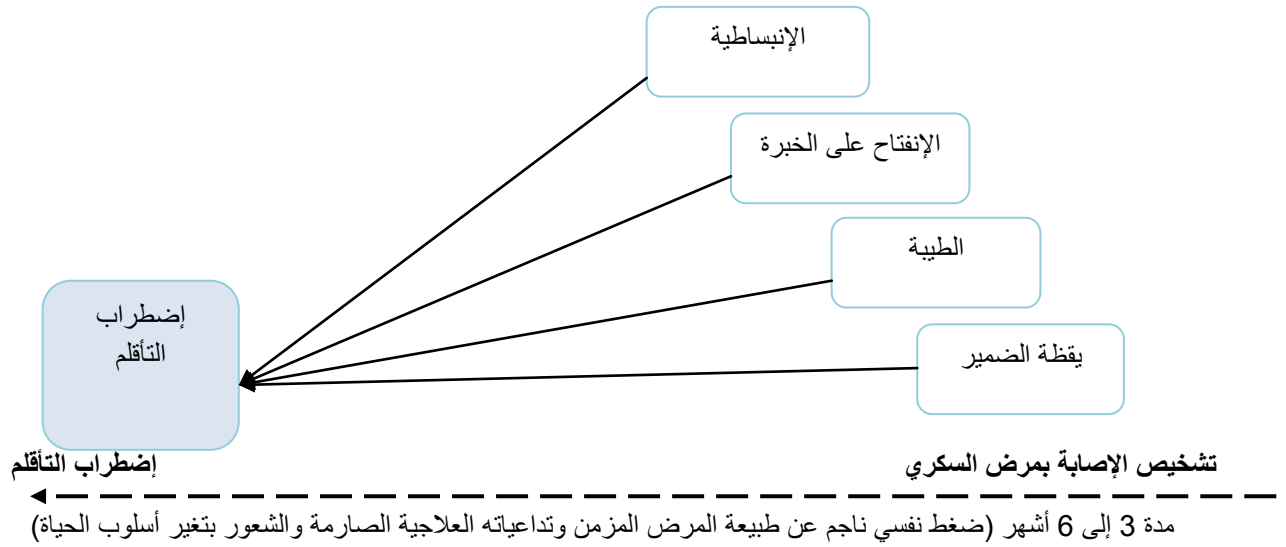 الإنبساطية
الإنفتاح على الخبرة
الطيبة
يقظة الضمير
إضطراب
التأقلم
تشخيص الإصابة بمرض السكري
إضطراب التأقلم
مدة 3 إلى 6 أشهر (ضغط نفسي ناجم عن طبيعة المرض المزمن وتداعياته العلاجية الصارمة والشعور بتغير أسلوب الحياة)